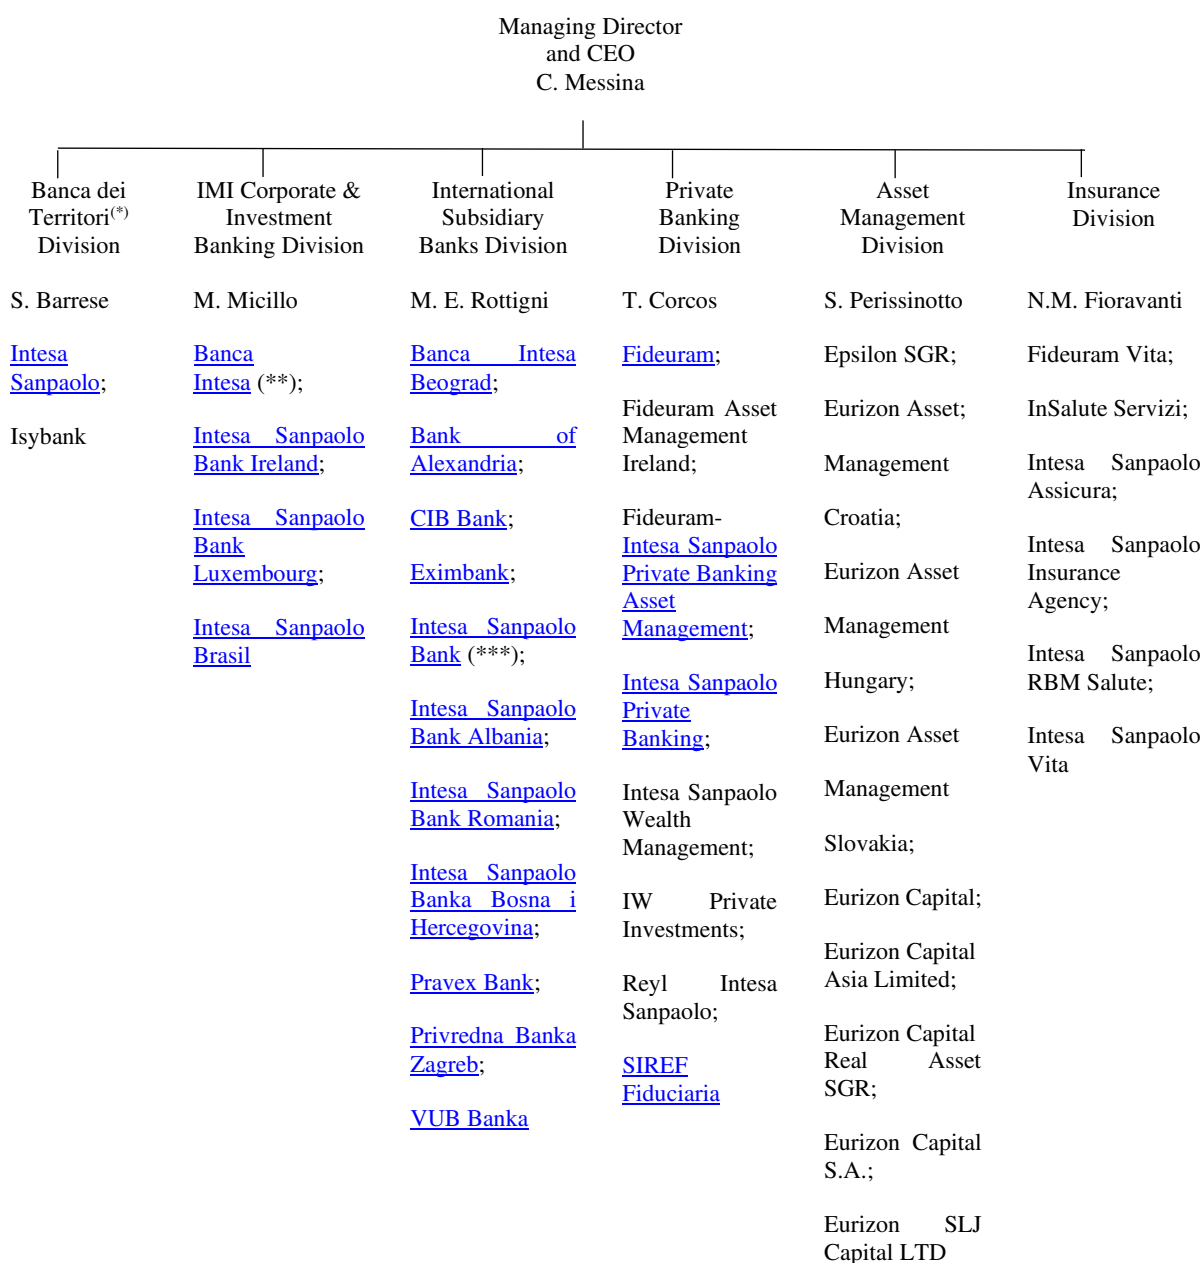 Managing Director
and CEO
C. Messina
Banca dei
Territori(*)
Division
S. Barrese
Intesa
Sanpaolo;
Isybank
IMI Corporate &
Investment
Banking Division
M. Micillo
Banca
Intesa (**);
Intesa Sanpaolo
Bank Ireland;
Intesa Sanpaolo
Bank
Luxembourg;
Intesa Sanpaolo
Brasil
International
Subsidiary
Banks Division
M. E. Rottigni
Banca Intesa
Beograd;
Bank of
Alexandria;
CIB Bank;
Eximbank;
Intesa Sanpaolo
Bank (***);
Intesa Sanpaolo
Bank Albania;
Intesa Sanpaolo
Bank Romania;
Intesa Sanpaolo
Banka Bosna i
Hercegovina;
Pravex Bank;
Privredna Banka
Zagreb;
VUB Banka
Private
Banking
Division
T. Corcos
Fideuram;
Fideuram Asset
Management
Ireland;
Fideuram-
Intesa Sanpaolo
Private Banking
Asset
Management;
Intesa Sanpaolo
Private
Banking;
Intesa Sanpaolo
Wealth
Management;
IW Private
Investments;
Reyl Intesa
Sanpaolo;
SIREF
Fiduciaria
Asset
Management
Division
S. Perissinotto
Epsilon SGR;
Eurizon Asset;
Management
Croatia;
Eurizon Asset
Management
Hungary;
Eurizon Asset
Management
Slovakia;
Eurizon Capital;
Eurizon Capital
Asia Limited;
Eurizon Capital
Real Asset
SGR;
Eurizon Capital
S.A.;
Eurizon SLJ
Capital LTD
Insurance
Division
N.M. Fioravanti
Fideuram Vita;
InSalute Servizi;
Intesa Sanpaolo
Assicura;
Intesa Sanpaolo
Insurance
Agency;
Intesa Sanpaolo
RBM Salute;
Intesa Sanpaolo
Vita